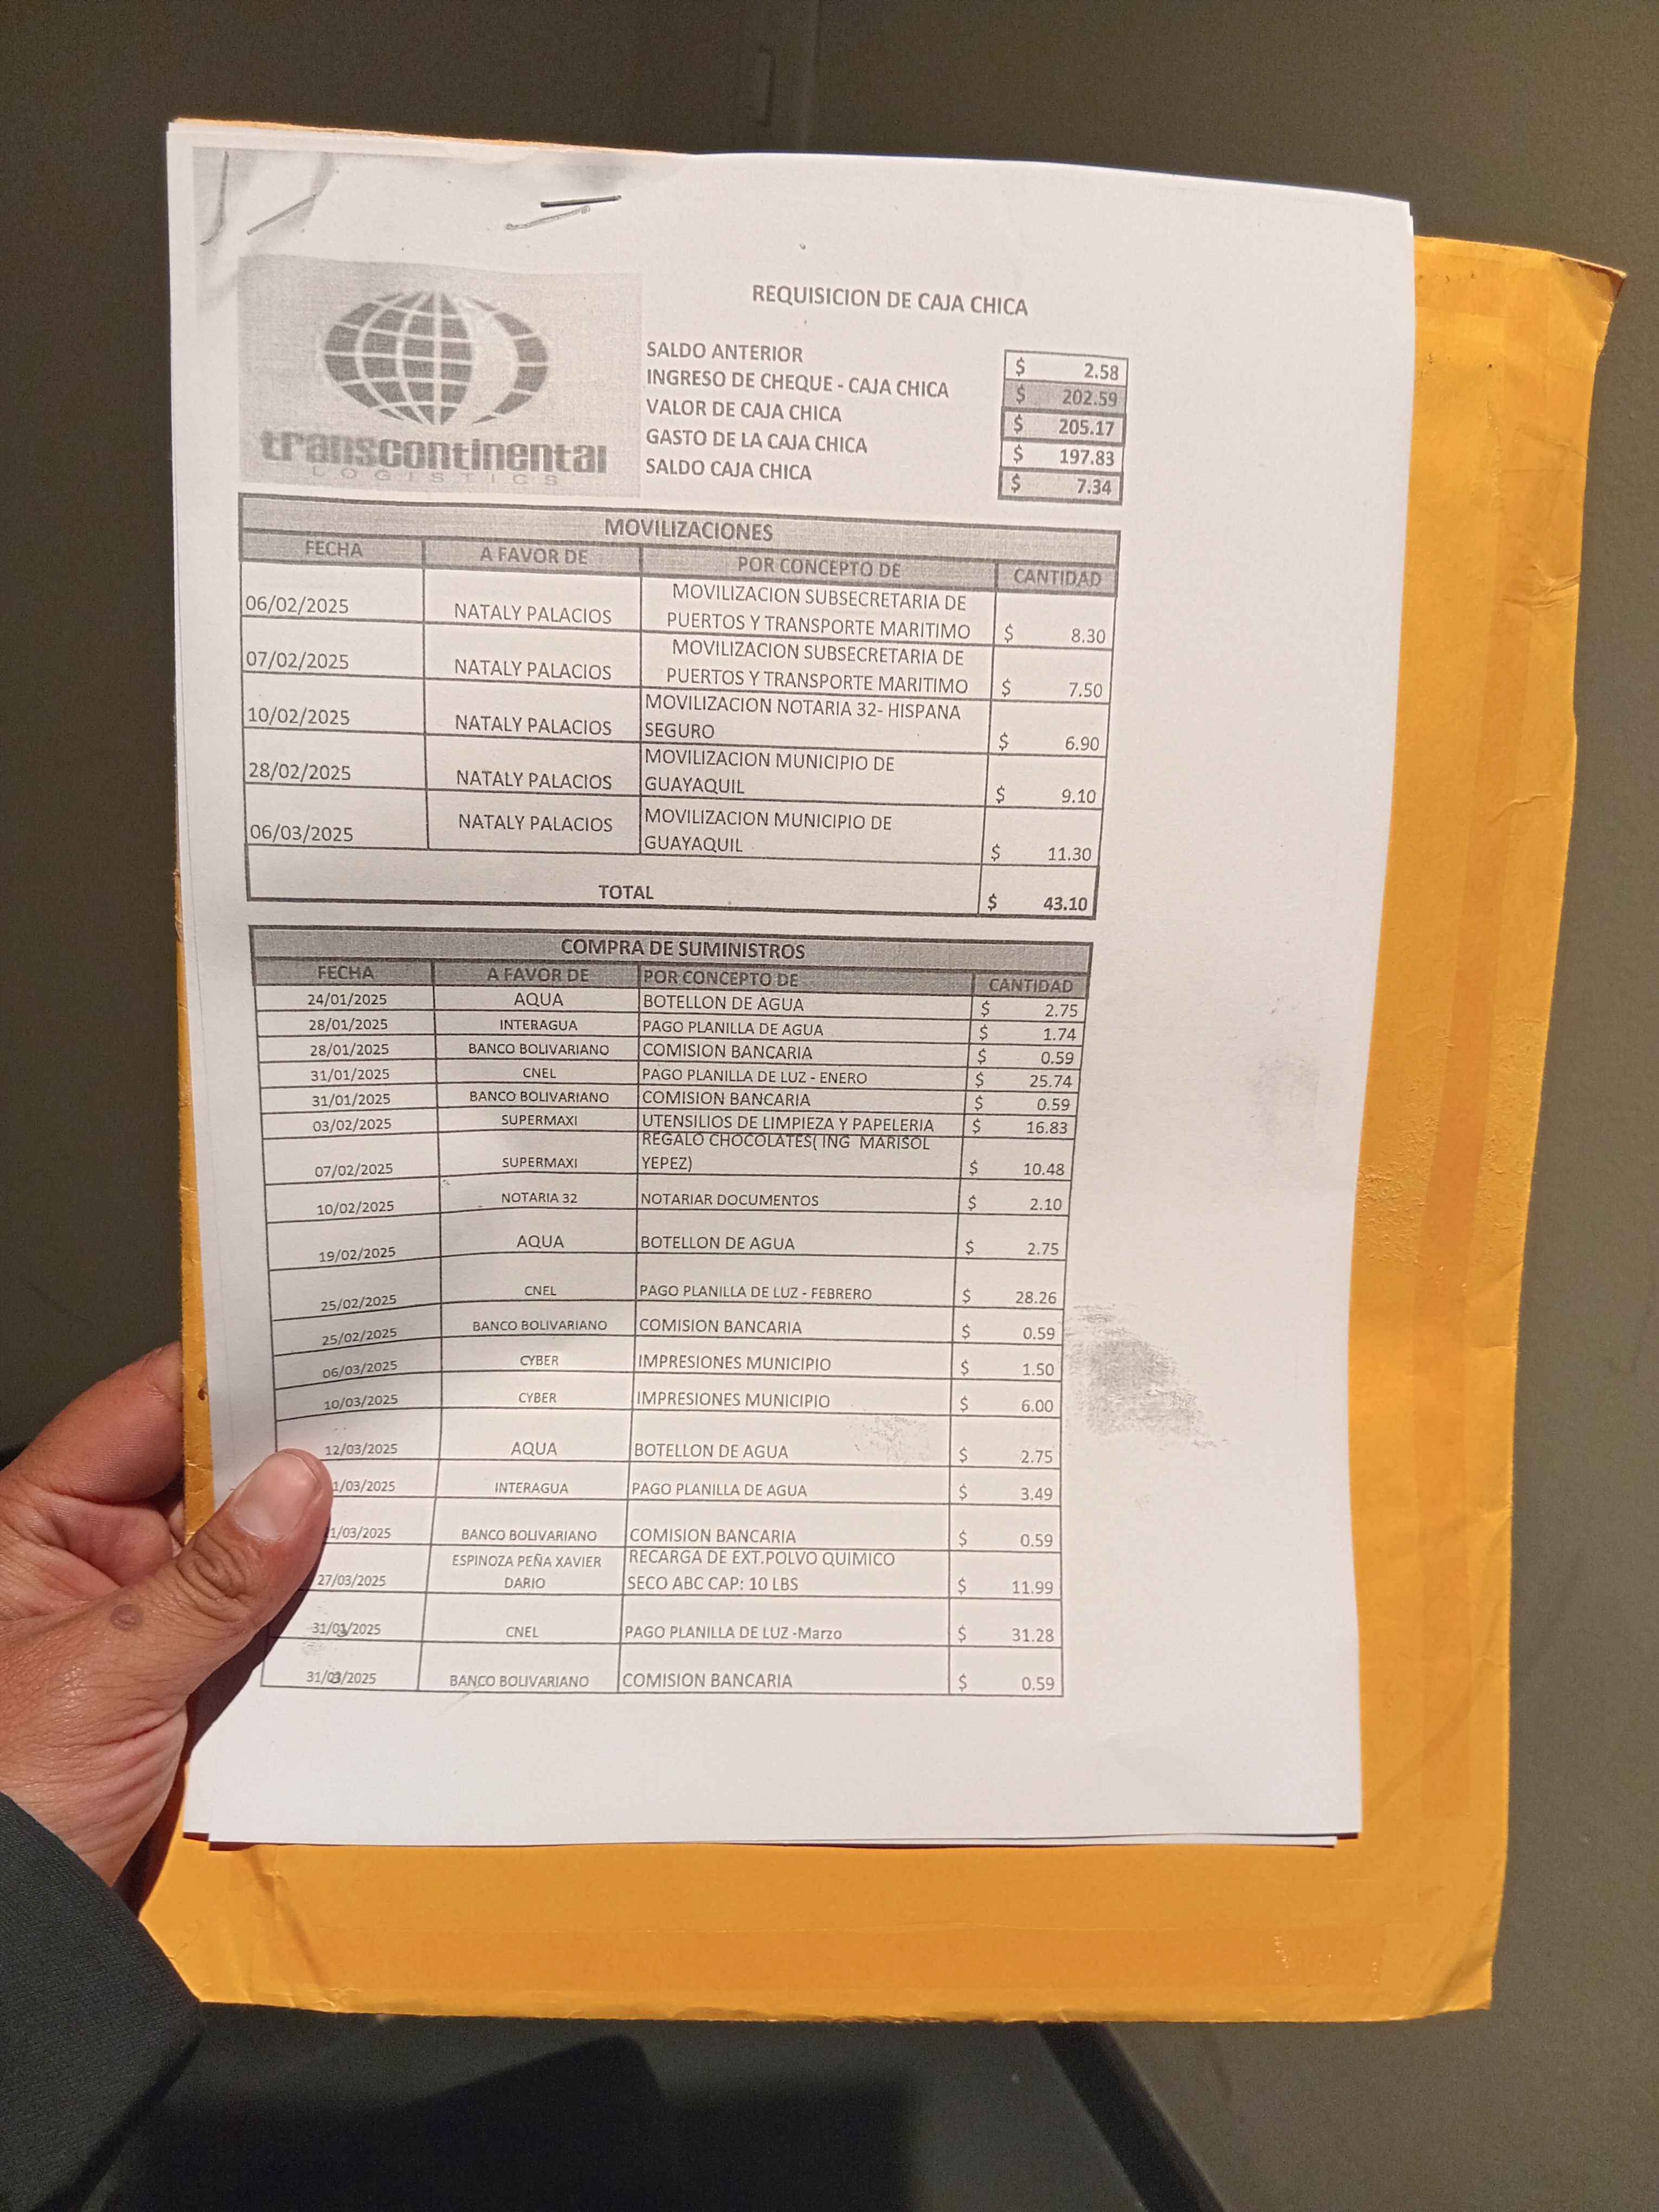 REQUISICION DE CAJA CHICA
transcontinental
LOGISTICS
SALDO ANTERIOR $ 2.58
INGRESO DE CHEQUE - CAJA CHICA $ 202.59
VALOR DE CAJA CHICA $ 205.17
GASTO DE LA CAJA CHICA $ 197.83
SALDO CAJA CHICA $ 7.34
MOVILIZACIONES
FECHA A FAVOR DE POR CONCEPTO DE CANTIDAD
06/02/2025 NATALY PALACIOS MOVILIZACION SUBSECRETARIA DE
PUERTOS Y TRANSPORTE MARITIMO $ 8.30
07/02/2025 NATALY PALACIOS MOVILIZACION SUBSECRETARIA DE
PUERTOS Y TRANSPORTE MARITIMO $ 7.50
10/02/2025 NATALY PALACIOS MOVILIZACION NOTARIA 32- HISPANA
SEGURO $ 6.90
28/02/2025 NATALY PALACIOS MOVILIZACION MUNICIPIO DE
GUAYAQUIL $ 9.10
06/03/2025 NATALY PALACIOS MOVILIZACION MUNICIPIO DE
GUAYAQUIL $ 11.30
TOTAL $ 43.10
COMPRA DE SUMINISTROS
FECHA A FAVOR DE POR CONCEPTO DE CANTIDAD
24/01/2025 AQUA BOTELLON DE AGUA $ 2.75
28/01/2025 INTERAGUA PAGO PLANILLA DE AGUA $ 1.74
28/01/2025 BANCO BOLIVARIANO COMISION BANCARIA $ 0.59
31/01/2025 CNEL PAGO PLANILLA DE LUZ - ENERO $ 25.74
31/01/2025 BANCO BOLIVARIANO COMISION BANCARIA $ 0.59
03/02/2025 SUPERMAXI UTENSILIOS DE LIMPIEZA Y PAPELERIA $ 16.83
07/02/2025 SUPERMAXI REGALO CHOCOLATES( ING MARISOL
YEPEZ) $ 10.48
10/02/2025 NOTARIA 32 NOTARIAR DOCUMENTOS $ 2.10
19/02/2025 AQUA BOTELLON DE AGUA $ 2.75
25/02/2025 CNEL PAGO PLANILLA DE LUZ - FEBRERO $ 28.26
25/02/2025 BANCO BOLIVARIANO COMISION BANCARIA $ 0.59
06/03/2025 CYBER IMPRESIONES MUNICIPIO $ 1.50
10/03/2025 CYBER IMPRESIONES MUNICIPIO $ 6.00
12/03/2025 AQUA BOTELLON DE AGUA $ 2.75
1/03/2025 INTERAGUA PAGO PLANILLA DE AGUA $ 3.49
1/03/2025 BANCO BOLIVARIANO COMISION BANCARIA $ 0.59
27/03/2025 ESPINOZA PEÑA XAVIER RECARGA DE EXT.POLVO QUIMICO
DARIO SECO ABC CAP: 10 LBS $ 11.99
CNEL PAGO PLANILLA DE LUZ -Marzo $ 31.28
31/03/2025 BANCO BOLIVARIANO COMISION BANCARIA $ 0.59